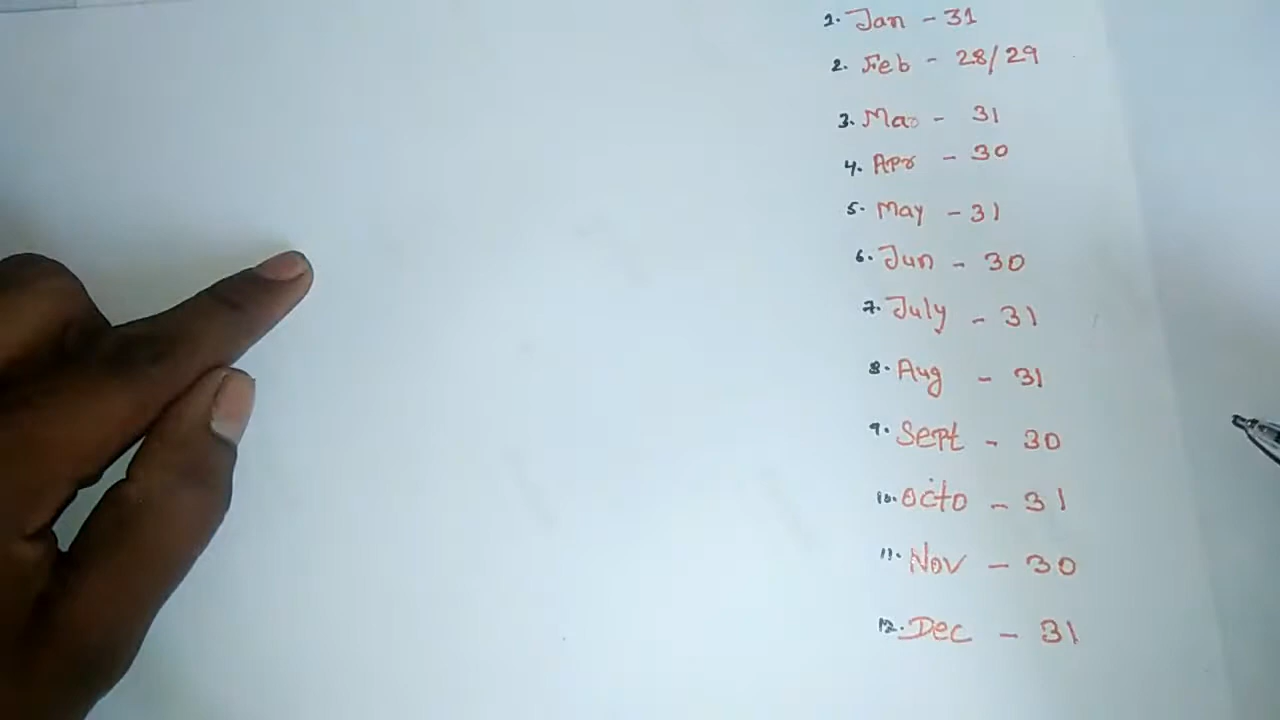 1. Jan - 31
2. Feb - 28/29
3. Mar - 31
4. Apr - 30
5. May - 31
6. Jun - 30
7. July - 31
8. Aug - 31
9. Sept - 30
10. Octo - 31
11. Nov - 30
12. Dec - 31